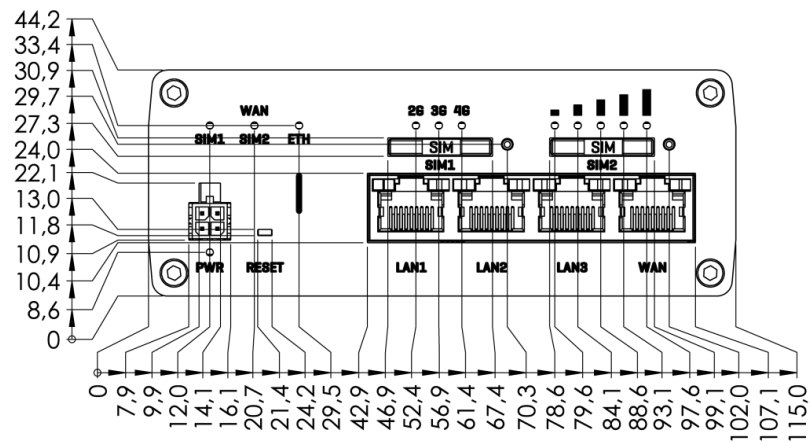 44,2
33,4
30,9
29,7
27,3
24,0
22,1
13,0
11,8
10,9
10,4
8,6
0
WAN
SIM1 SIM2 ETH
2G 3G 4G
SIM
SIM1
SIM
SIM2
PWR RESET LAN1 LAN2 LAN3 WAN
0 7,9 9,9 12,0 14,1 16,1 20,7 21,4 24,2 29,5 42,9 46,9 52,4 56,9 61,4 67,4 70,3 78,6 79,6 84,1 88,6 93,1 97,6 99,1 102,0 107,1 115,0